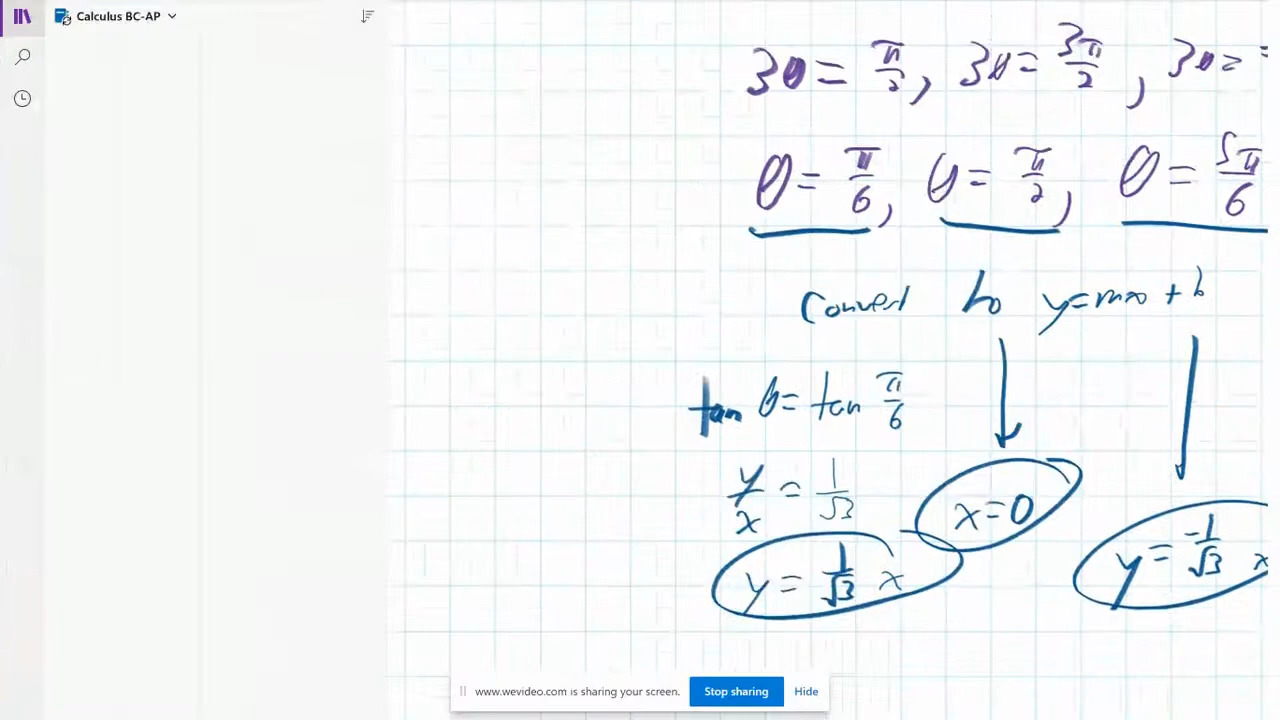 Calculus BC-AP
3θ = π/2, 3θ = 3π/2, 3θ =
θ = π/6, θ = π/2, θ = 5π/6
Convert to y=mx + b
tan θ = tan π/6
y/x = 1/√3
x=0
y = 1/√3 x
y = -1/√3 x
www.wevideo.com is sharing your screen.
Stop sharing
Hide